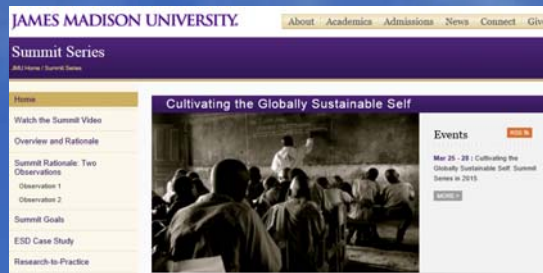 JAMES MADISON UNIVERSITY.
About Academics Admissions News Connect Giv
Summit Series
JMU Home / Summit Series
Home
Watch the Summit Video
Overview and Rationale
Summit Rationale: Two
Observations
Observation 1
Observation 2
Summit Goals
ESD Case Study
Research-to-Practice
Cultivating the Globally Sustainable Self
Events
RSS
Mar 25 - 28 : Cultivating the
Globally Sustainable Self: Summit
Series in 2015
MORE »